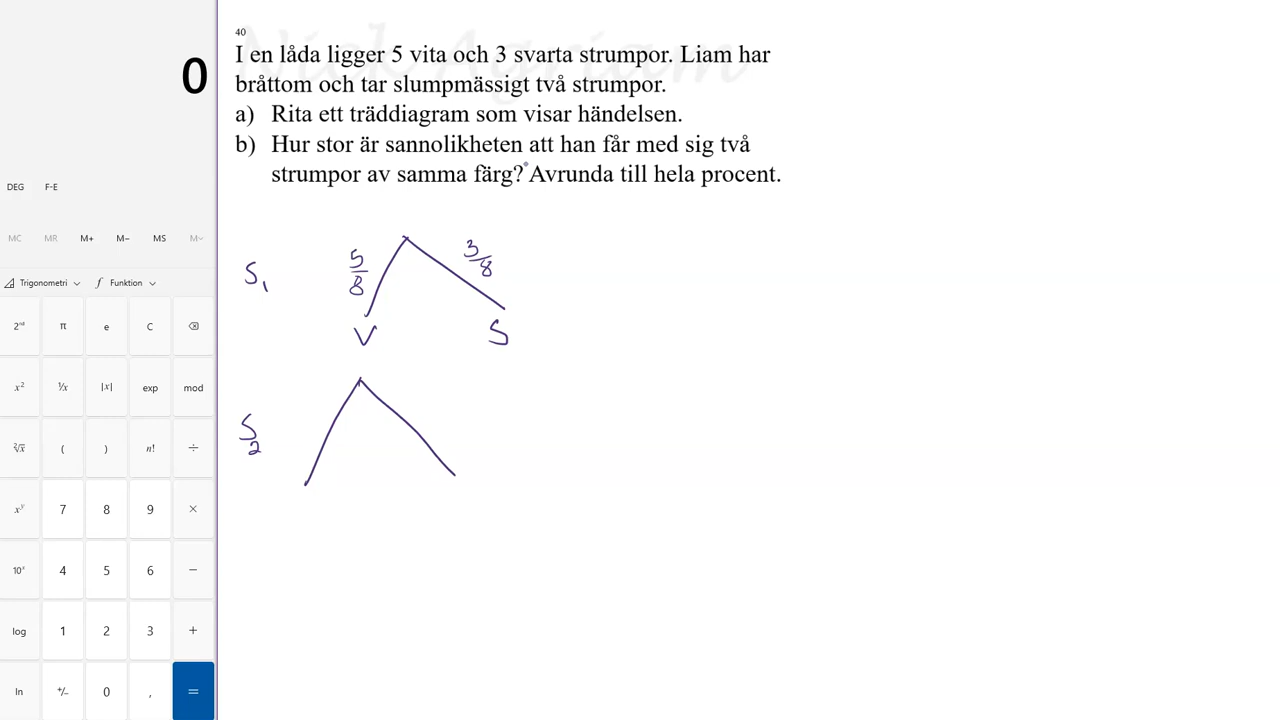 40
I en låda ligger 5 vita och 3 svarta strumpor. Liam har
bråttom och tar slumpmässigt två strumpor.
a) Rita ett träddiagram som visar händelsen.
b) Hur stor är sannolikheten att han får med sig två
strumpor av samma färg? Avrunda till hela procent.
0
DEG F-E
MC MR M+ M− MS M˅
Trigonometri Funktion
2ⁿᵈ π e C
x² ¹/x |x| exp mod
²√x ( ) n! ÷
xʸ 7 8 9 ×
10ˣ 4 5 6 −
log 1 2 3 +
ln +/− 0 , =
S₁ 5/8 3/8
V S
S₂